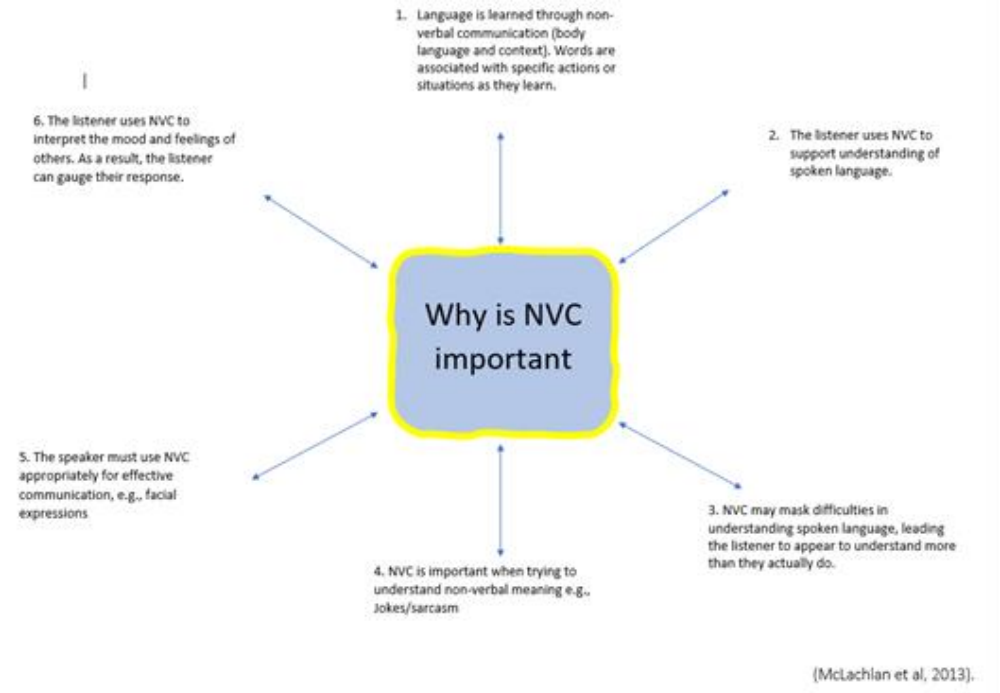 1. Language is learned through non-
verbal communication (body
language and context). Words are
associated with specific actions or
situations as they learn.
2. The listener uses NVC to
support understanding of
spoken language.
3. NVC may mask difficulties in
understanding spoken language, leading
the listener to appear to understand more
than they actually do.
4. NVC is important when trying to
understand non-verbal meaning e.g.,
Jokes/sarcasm
5. The speaker must use NVC
appropriately for effective
communication, e.g., facial
expressions
6. The listener uses NVC to
interpret the mood and feelings of
others. As a result, the listener
can gauge their response.
Why is NVC
important
(McLachlan et al, 2013).